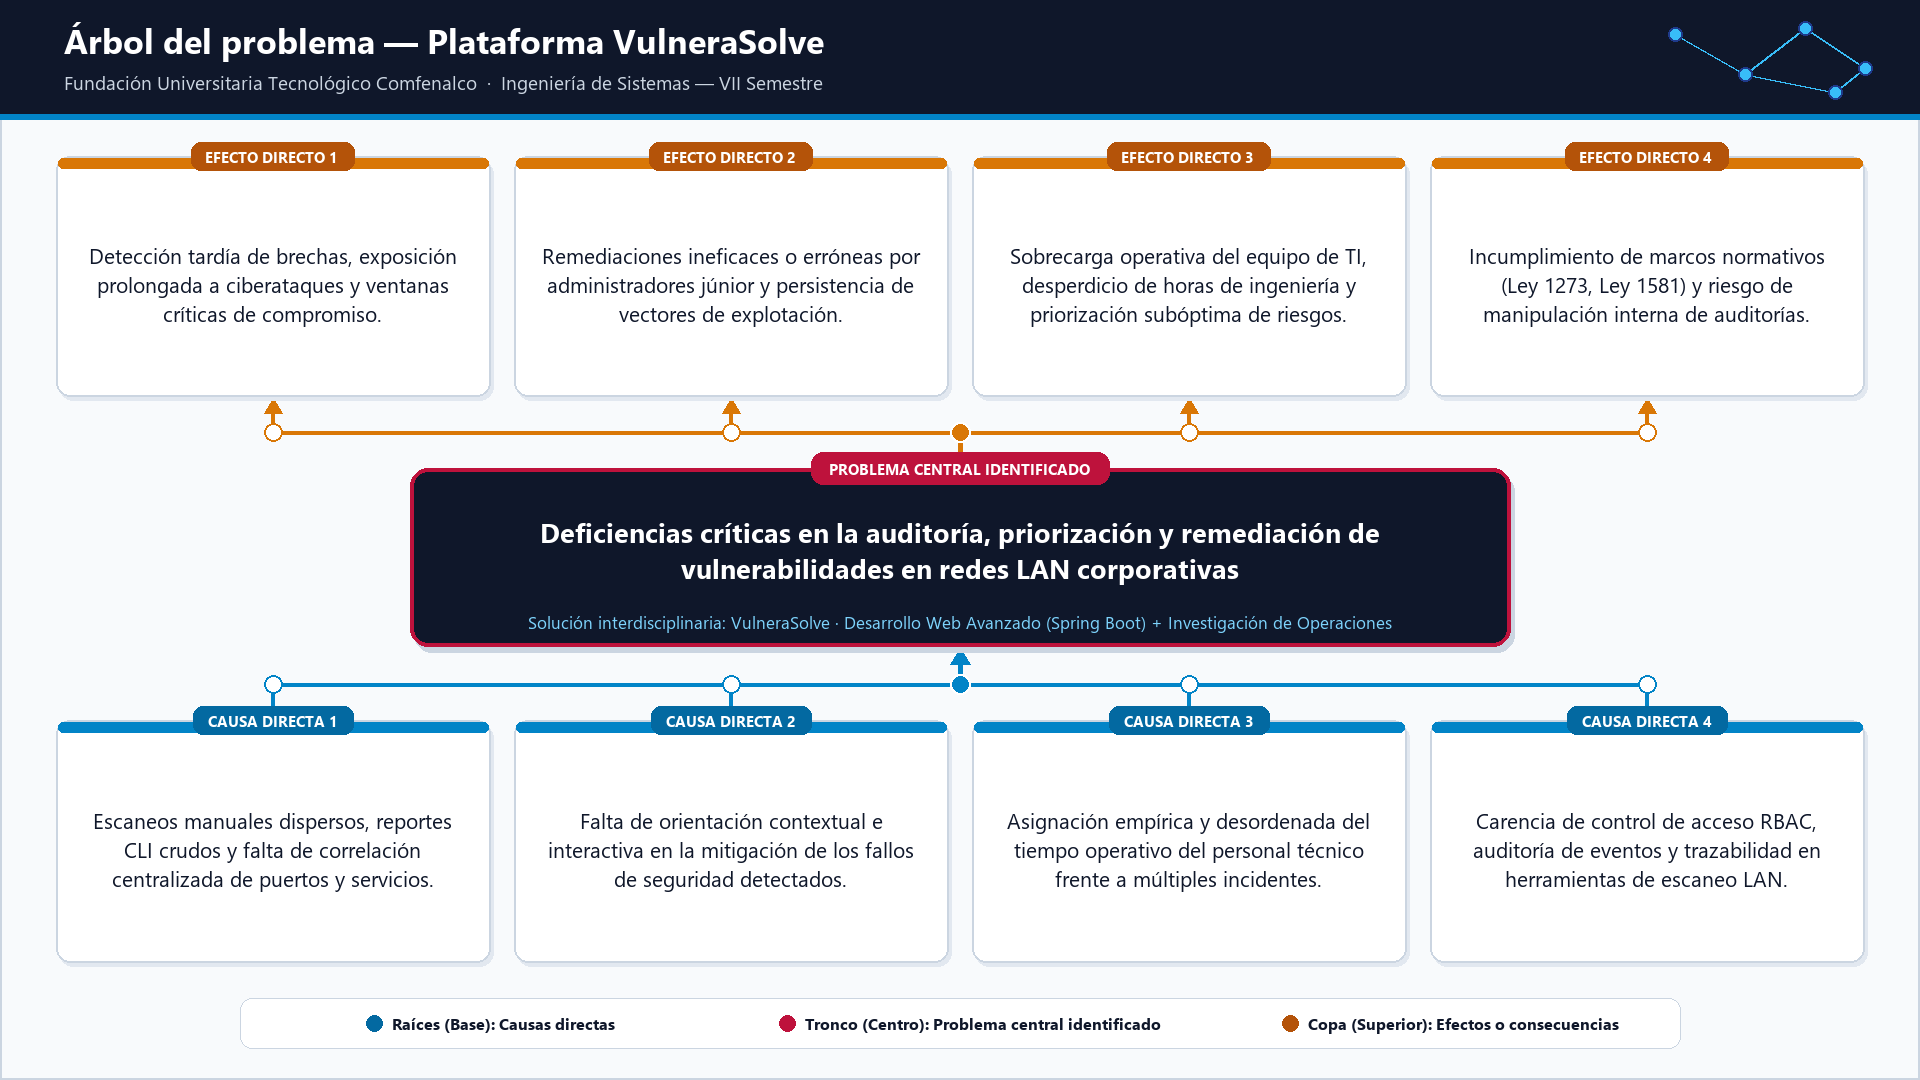 Árbol del problema — Plataforma VulneraSolve
Fundación Universitaria Tecnológico Comfenalco · Ingeniería de Sistemas — VII Semestre
EFECTO DIRECTO 1
Detección tardía de brechas, exposición
prolongada a ciberataques y ventanas
críticas de compromiso.
EFECTO DIRECTO 2
Remediaciones ineficaces o erróneas por
administradores júnior y persistencia de
vectores de explotación.
EFECTO DIRECTO 3
Sobrecarga operativa del equipo de TI,
desperdicio de horas de ingeniería y
priorización subóptima de riesgos.
EFECTO DIRECTO 4
Incumplimiento de marcos normativos
(Ley 1273, Ley 1581) y riesgo de
manipulación interna de auditorías.
PROBLEMA CENTRAL IDENTIFICADO
Deficiencias críticas en la auditoría, priorización y remediación de
vulnerabilidades en redes LAN corporativas
Solución interdisciplinaria: VulneraSolve · Desarrollo Web Avanzado (Spring Boot) + Investigación de Operaciones
CAUSA DIRECTA 1
Escaneos manuales dispersos, reportes
CLI crudos y falta de correlación
centralizada de puertos y servicios.
CAUSA DIRECTA 2
Falta de orientación contextual e
interactiva en la mitigación de los fallos
de seguridad detectados.
CAUSA DIRECTA 3
Asignación empírica y desordenada del
tiempo operativo del personal técnico
frente a múltiples incidentes.
CAUSA DIRECTA 4
Carencia de control de acceso RBAC,
auditoría de eventos y trazabilidad en
herramientas de escaneo LAN.
Raíces (Base): Causas directas
Tronco (Centro): Problema central identificado
Copa (Superior): Efectos o consecuencias